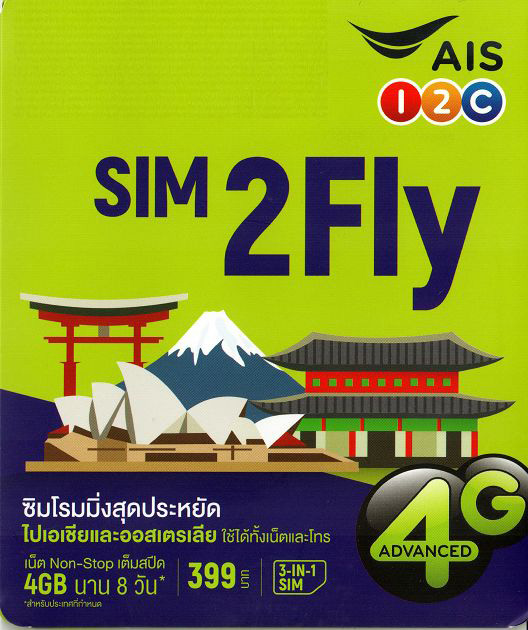 AIS
12C
SIM 2Fly
ซิมโรมมิ่งสุดประหยัด
ไปเอเชียและออสเตรเลีย ใช้ได้ทั้งเน็ตและโทร
เน็ต Non-Stop เต็มสปีด
4GB นาน 8 วัน*
*สำหรับประเทศที่กำหนด
399 บาท
3-IN-1
SIM
4G
ADVANCED